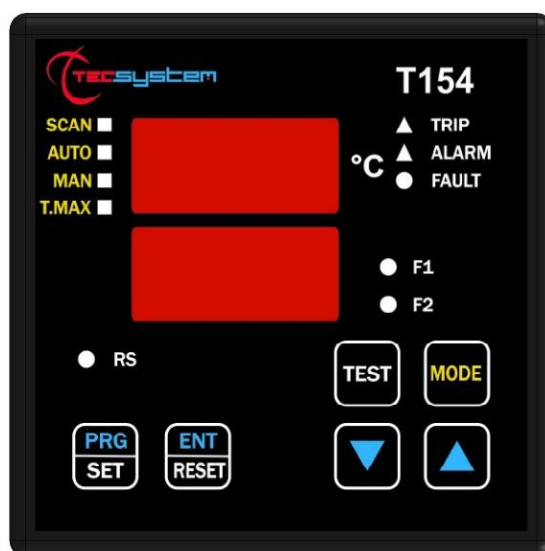 TECSYSTEM
T154
SCAN
AUTO
MAN
T.MAX
°C
TRIP
ALARM
FAULT
F1
F2
RS
TEST
MODE
PRG
SET
ENT
RESET